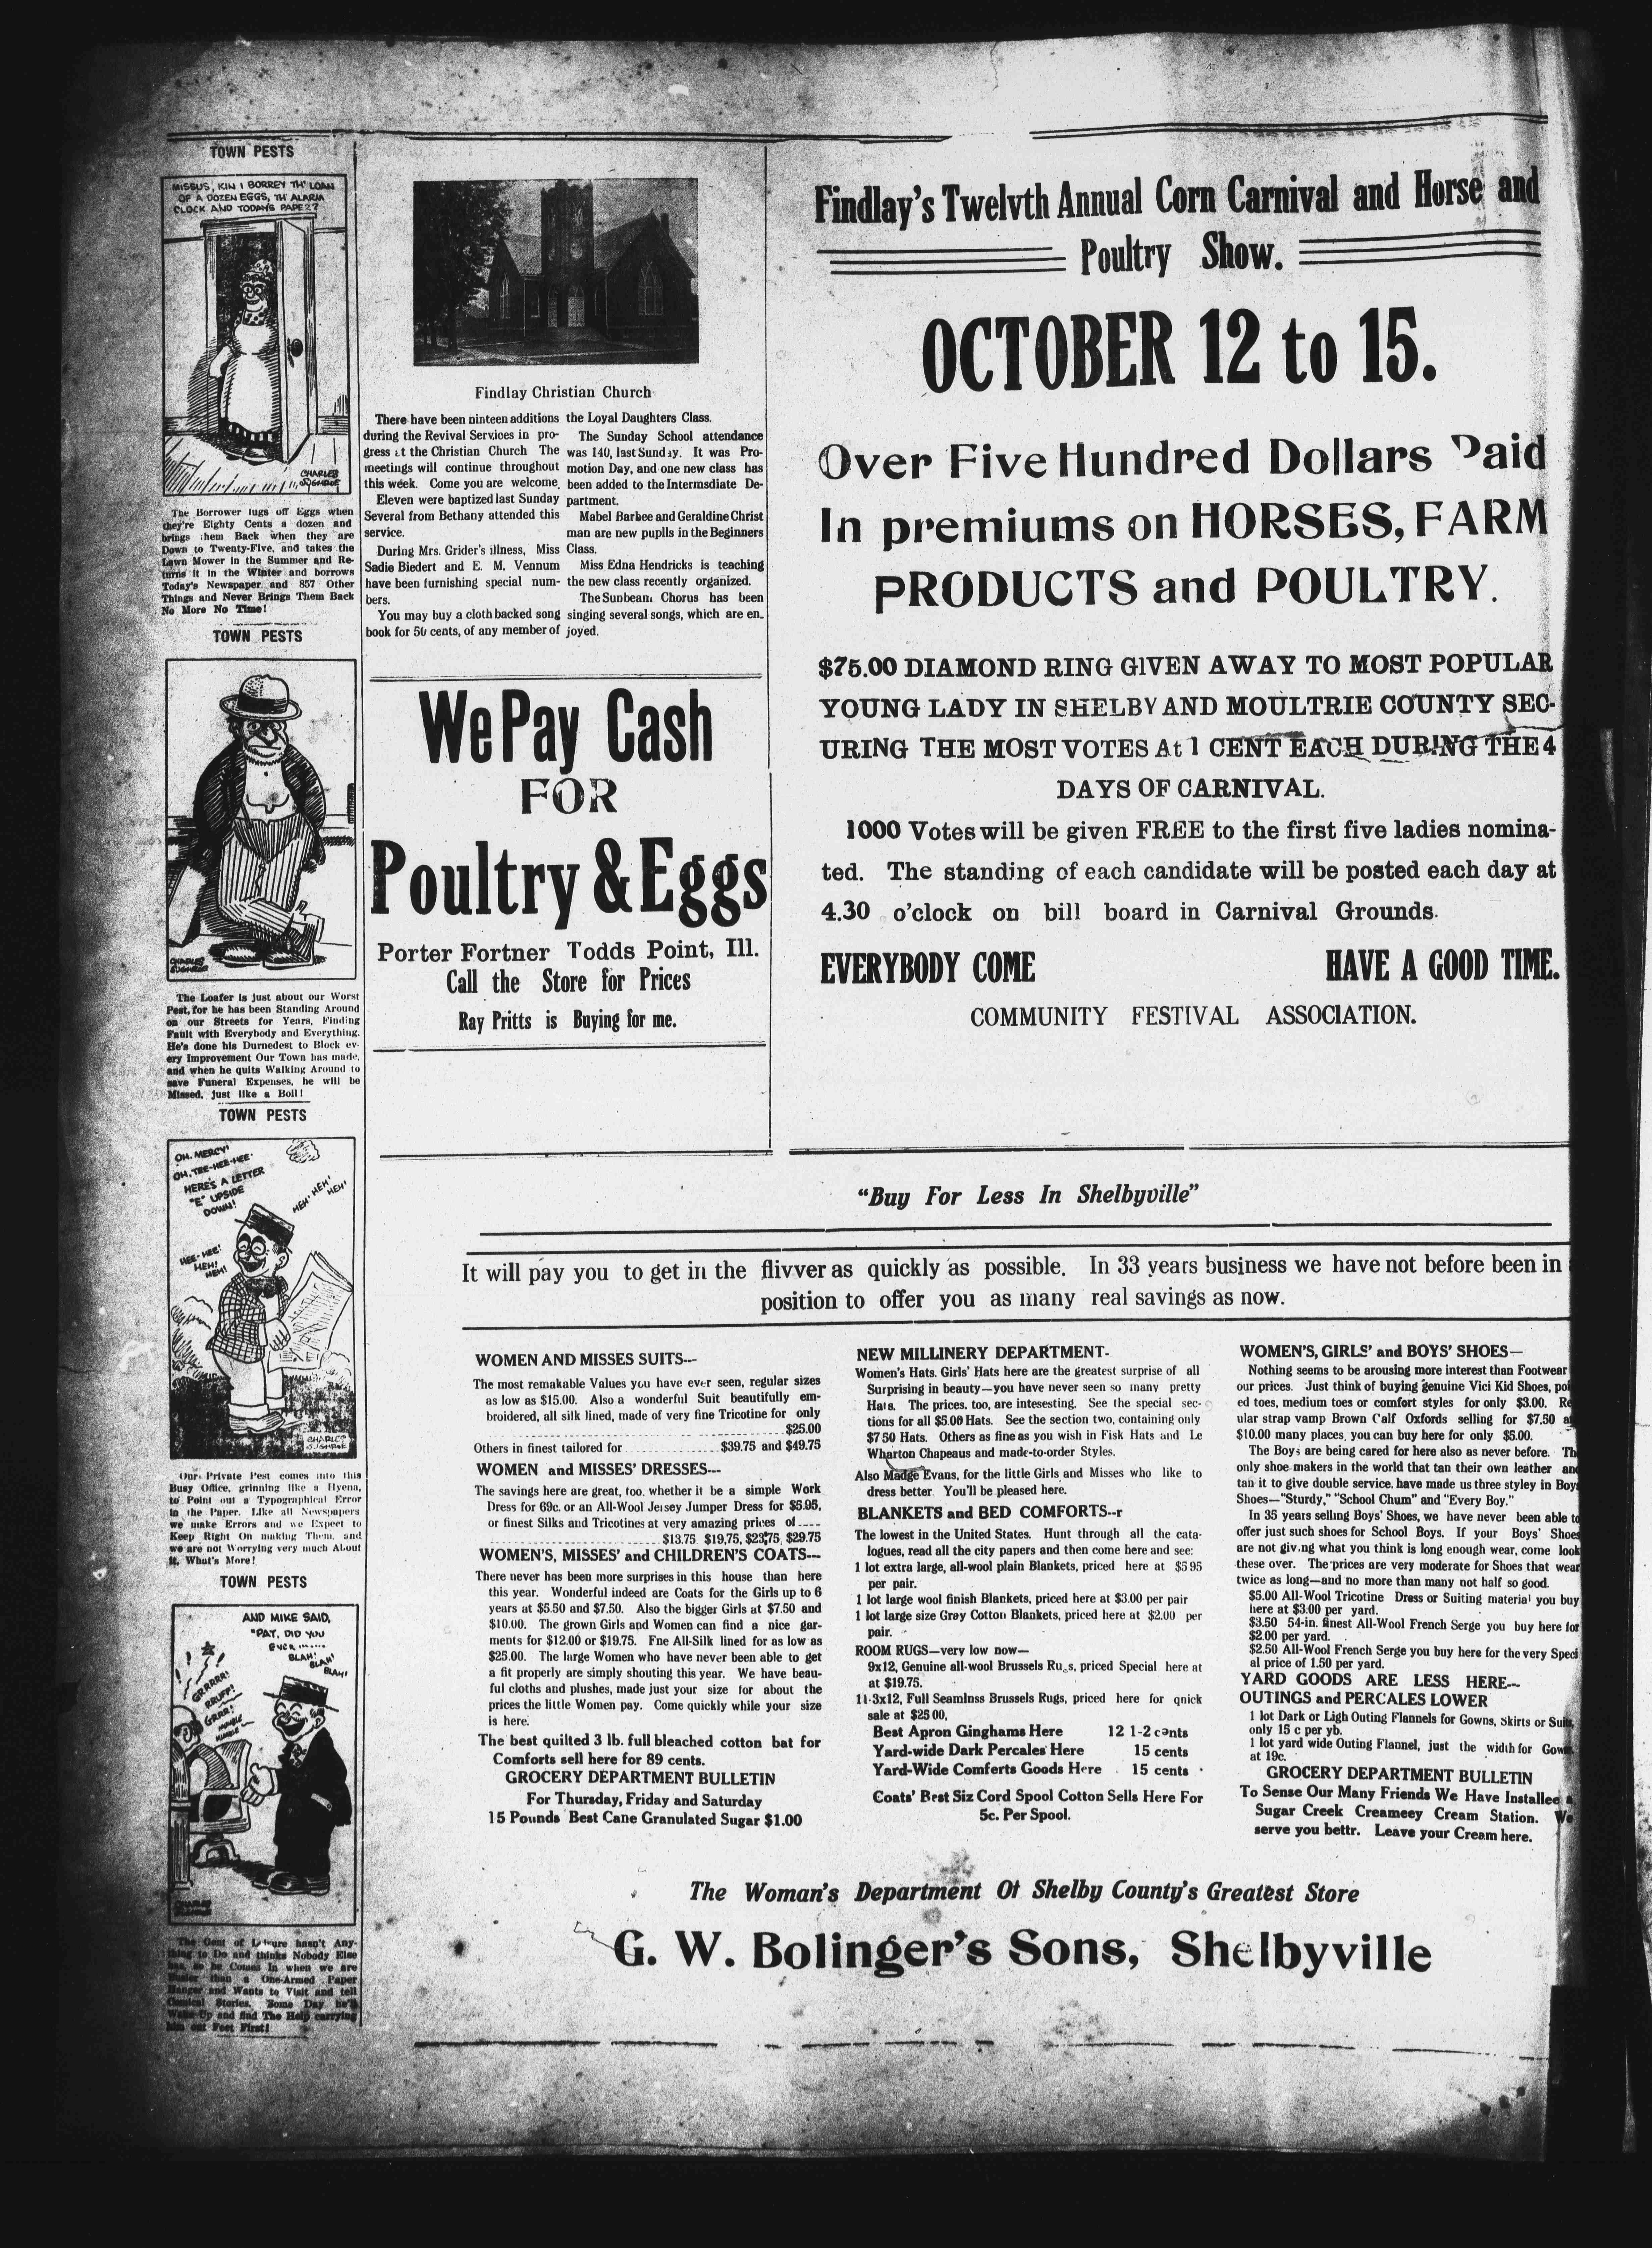 TOWN PESTS
MISSUS, KIN I BORREY TH' LOAN
OF A DOZEN EGGS, TH' ALARM
CLOCK AND TODAYS PAPE??
CHARLES
SUGHROE
The Borrower lugs off Eggs when
they're Eighty Cents a dozen and
brings them Back when they are
Down to Twenty-Five, and takes the
Lawn Mower in the Summer and Re-
turns it in the Winter and borrows
Today's Newspaper and 857 Other
Things and Never Brings Them Back
No More No Time!
TOWN PESTS
CHARLES
SUGHROE
The Loafer is just about our Worst
Pest, for he has been Standing Around
on our Streets for Years, Finding
Fault with Everybody and Everything.
He's done his Durnedest to Block ev-
ery Improvement Our Town has made,
and when he quits Walking Around to
save Funeral Expenses, he will be
Missed, just like a Boil!
TOWN PESTS
OH. MERCY!
OH, TEE-HEE-HEE.
HERE'S A LETTER
"E" UPSIDE
DOWN!
HEH! HEH!
HEH!
HEE-HEE!
HEH!
HEH!
CHARLES
SUGHROE
Our Private Pest comes into this
Busy Office, grinning like a Hyena,
to Point out a Typographical Error
in the Paper. Like all Newspapers
we make Errors and we Expect to
Keep Right On making Them, and
we are not Worrying very much About
It, What's More!
TOWN PESTS
AND MIKE SAID,
"PAT, DID YOU
EVER ......
BLAH!
BLAH!
BLAH!
GRRRRR!
RRUFF!
GRRR!
MUMBLE
MUMBLE
The Gent of Leisure hasn't Any-
thing to Do and thinks Nobody Else
has, so he Comes In when we are
Busier than a One-Armed Paper
Hanger and Wants to Visit and tell
Comical Stories. Some Day he'll
Wake Up and find The Help carrying
him out Feet First!
Findlay Christian Church
There have been ninteen additions
during the Revival Services in pro-
gress at the Christian Church The
meetings will continue throughout
this week. Come you are welcome.
Eleven were baptized last Sunday
Several from Bethany attended this
service.
During Mrs. Grider's illness, Miss
Sadie Biedert and E. M. Vennum
have been furnishing special num-
bers.
You may buy a cloth backed song
book for 50 cents, of any member of
the Loyal Daughters Class.
The Sunday School attendance
was 140, last Sunday. It was Pro-
motion Day, and one new class has
been added to the Intermsdiate De-
partment.
Mabel Barbee and Geraldine Christ
man are new pupils in the Beginners
Class.
Miss Edna Hendricks is teaching
the new class recently organized.
The Sunbeam Chorus has been
singing several songs, which are en.
joyed.
We Pay Cash
FOR
Poultry & Eggs
Porter Fortner Todds Point, Ill.
Call the Store for Prices
Ray Pritts is Buying for me.
Findlay's Twelvth Annual Corn Carnival and Horse and
Poultry Show.
OCTOBER 12 to 15.
Over Five Hundred Dollars Paid
In premiums on HORSES, FARM
PRODUCTS and POULTRY.
$75.00 DIAMOND RING GIVEN AWAY TO MOST POPULAR
YOUNG LADY IN SHELBY AND MOULTRIE COUNTY SEC-
URING THE MOST VOTES At 1 CENT EACH DURING THE 4
DAYS OF CARNIVAL.
1000 Votes will be given FREE to the first five ladies nomina-
ted. The standing of each candidate will be posted each day at
4.30 o'clock on bill board in Carnival Grounds.
EVERYBODY COME HAVE A GOOD TIME.
COMMUNITY FESTIVAL ASSOCIATION.
"Buy For Less In Shelbyville"
It will pay you to get in the flivver as quickly as possible. In 33 years business we have not before been in
position to offer you as many real savings as now.
WOMEN AND MISSES SUITS---
The most remakable Values you have ever seen, regular sizes
as low as $15.00. Also a wonderful Suit beautifully em-
broidered, all silk lined, made of very fine Tricotine for only
$25.00
Others in finest tailored for $39.75 and $49.75
WOMEN and MISSES' DRESSES---
The savings here are great, too, whether it be a simple Work
Dress for 69c. or an All-Wool Jeisey Jumper Dress for $5.95,
or finest Silks and Tricotines at very amazing prices of
$13.75 $19,75, $23,75, $29.75
WOMEN'S, MISSES' and CHILDREN'S COATS---
There never has been more surprises in this house than here
this year. Wonderful indeed are Coats for the Girls up to 6
years at $5.50 and $7.50. Also the bigger Girls at $7.50 and
$10.00. The grown Girls and Women can find a nice gar-
ments for $12.00 or $19.75. Fne All-Silk lined for as low as
$25.00. The large Women who have never been able to get
a fit properly are simply shouting this year. We have beau-
ful cloths and plushes, made just your size for about the
prices the little Women pay. Come quickly while your size
is here.
The best quilted 3 lb. full bleached cotton bat for
Comforts sell here for 89 cents.
GROCERY DEPARTMENT BULLETIN
For Thursday, Friday and Saturday
15 Pounds Best Cane Granulated Sugar $1.00
NEW MILLINERY DEPARTMENT-
Women's Hats. Girls' Hats here are the greatest surprise of all
Surprising in beauty—you have never seen so many pretty
Hats. The prices, too, are intesesting. See the special sec-
tions for all $5.00 Hats. See the section two, containing only
$7 50 Hats. Others as fine as you wish in Fisk Hats and Le
Wharton Chapeaus and made-to-order Styles.
Also Madge Evans, for the little Girls and Misses who like to
dress better. You'll be pleased here.
BLANKETS and BED COMFORTS--r
The lowest in the United States. Hunt through all the cata-
logues, read all the city papers and then come here and see:
1 lot extra large, all-wool plain Blankets, priced here at $5 95
per pair.
1 lot large wool finish Blankets, priced here at $3.00 per pair
1 lot large size Grey Cotton Blankets, priced here at $2.00 per
pair.
ROOM RUGS—very low now—
9x12, Genuine all-wool Brussels Rugs, priced Special here at
at $19.75.
11-3x12, Full Seamlnss Brussels Rugs, priced here for qnick
sale at $25 00,
Best Apron Ginghams Here 12 1-2 cents
Yard-wide Dark Percales Here 15 cents
Yard-Wide Comferts Goods Here 15 cents
Coats' Best Siz Cord Spool Cotton Sells Here For
5c. Per Spool.
WOMEN'S, GIRLS' and BOYS' SHOES—
Nothing seems to be arousing more interest than Footwear
our prices. Just think of buying genuine Vici Kid Shoes, poi
ed toes, medium toes or comfort styles for only $3.00. Re
ular strap vamp Brown Calf Oxfords selling for $7.50 a
$10.00 many places, you can buy here for only $5.00.
The Boys are being cared for here also as never before. Th
only shoe makers in the world that tan their own leather and
tan it to give double service, have made us three styley in Boys
Shoes—"Sturdy," "School Chum" and "Every Boy."
In 35 years selling Boys' Shoes, we have never been able to
offer just such shoes for School Boys. If your Boys' Shoes
are not giv.ng what you think is long enough wear, come look
these over. The prices are very moderate for Shoes that wear
twice as long—and no more than many not half so good.
$5.00 All-Wool Tricotine Dress or Suiting material you buy
here at $3.00 per yard.
$3.50 54-in. finest All-Wool French Serge you buy here for
$2.00 per yard.
$2.50 All-Wool French Serge you buy here for the very Speci
al price of 1.50 per yard.
YARD GOODS ARE LESS HERE---
OUTINGS and PERCALES LOWER
1 lot Dark or Ligh Outing Flannels for Gowns, Skirts or Suits,
only 15 c per yb.
1 lot yard wide Outing Flannel, just the width for Gowns
at 19c.
GROCERY DEPARTMENT BULLETIN
To Sense Our Many Friends We Have Installee a
Sugar Creek Creameey Cream Station. We
serve you bettr. Leave your Cream here.
The Woman's Department Of Shelby County's Greatest Store
G. W. Bolinger's Sons, Shelbyville